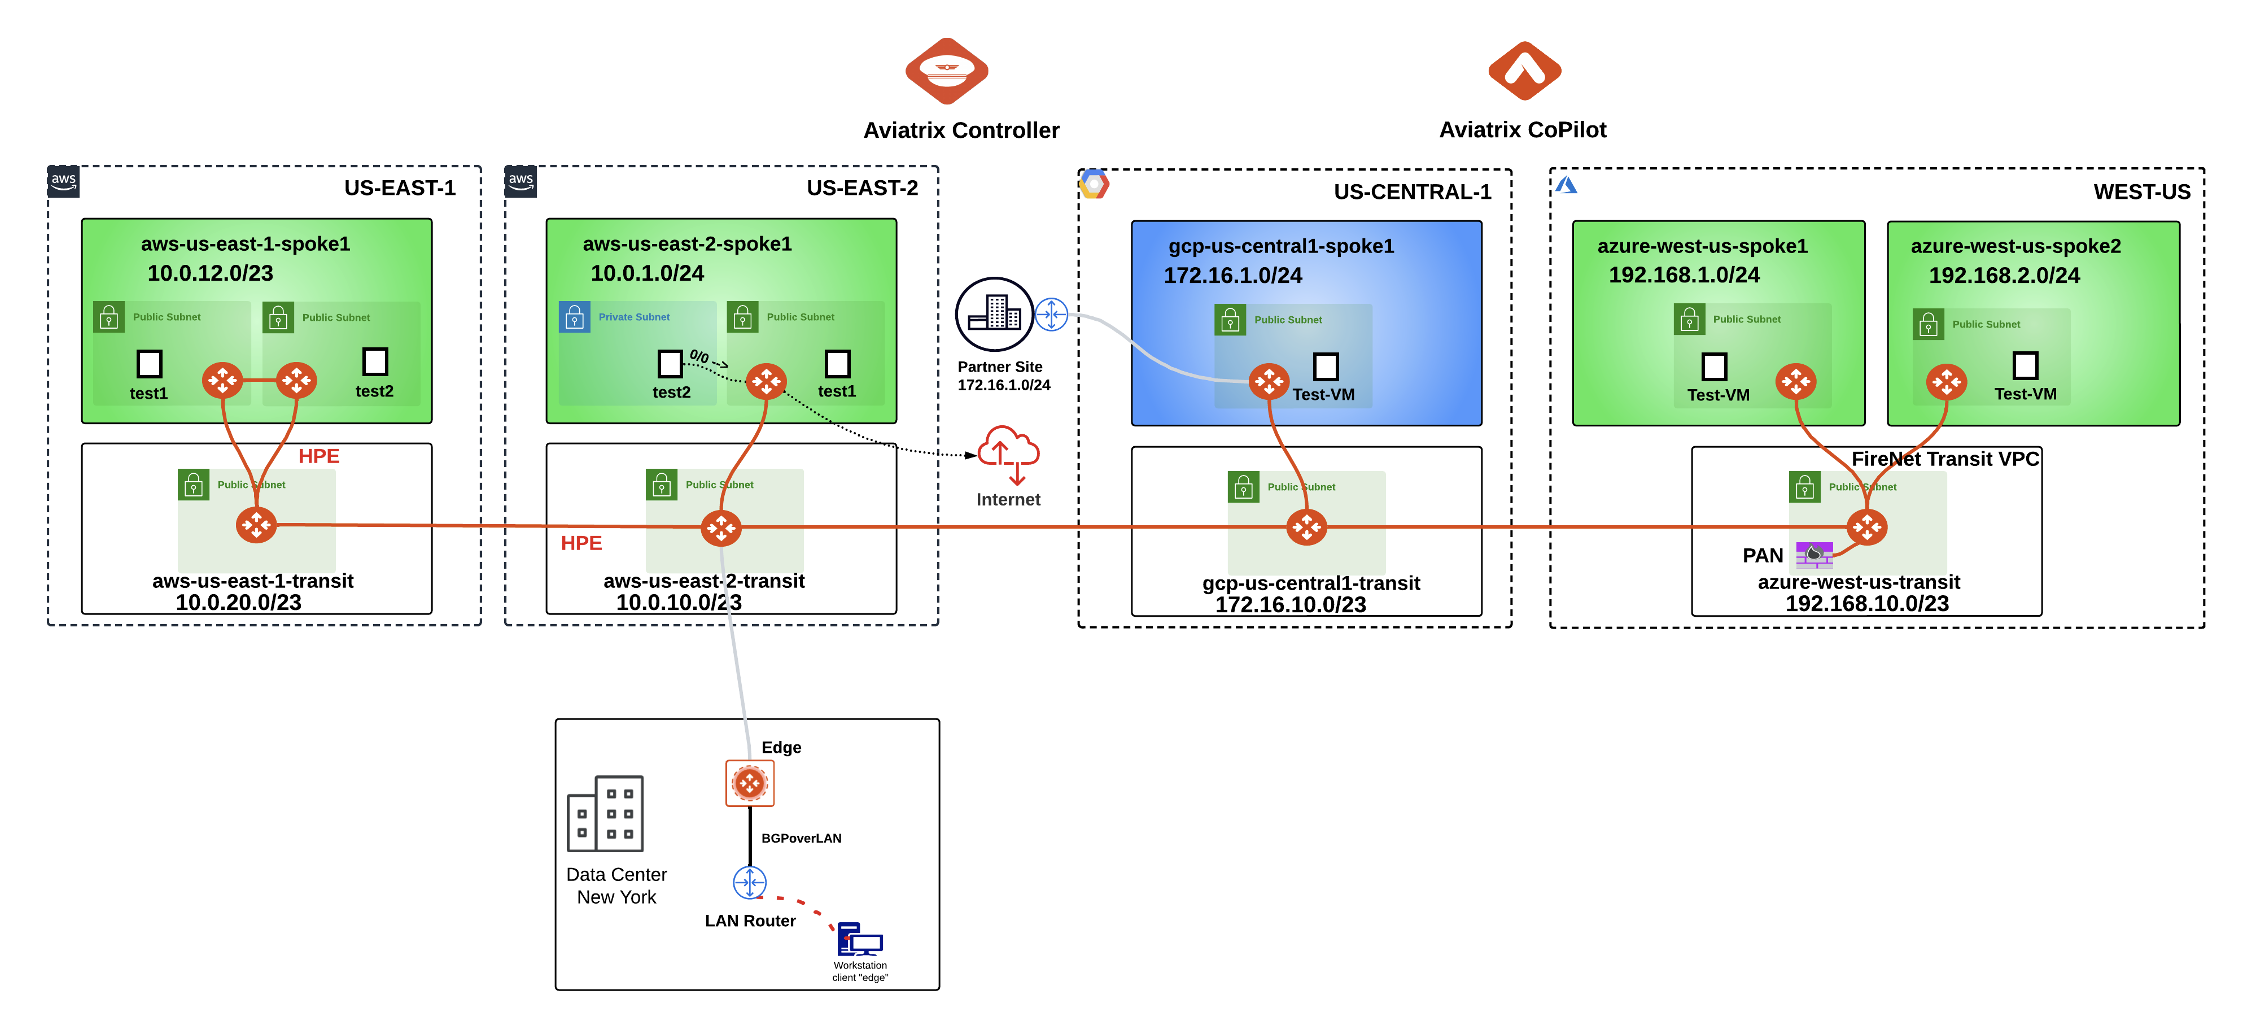 Aviatrix Controller
Aviatrix CoPilot
aws
US-EAST-1
aws-us-east-1-spoke1
10.0.12.0/23
Public Subnet
Public Subnet
test1
test2
HPE
Public Subnet
aws-us-east-1-transit
10.0.20.0/23
aws
US-EAST-2
aws-us-east-2-spoke1
10.0.1.0/24
Private Subnet
Public Subnet
0/0 -->
test2
test1
HPE
Public Subnet
aws-us-east-2-transit
10.0.10.0/23
Partner Site
172.16.1.0/24
Internet
US-CENTRAL-1
gcp-us-central1-spoke1
172.16.1.0/24
Public Subnet
Test-VM
Public Subnet
gcp-us-central1-transit
172.16.10.0/23
WEST-US
azure-west-us-spoke1
192.168.1.0/24
Public Subnet
Test-VM
azure-west-us-spoke2
192.168.2.0/24
Public Subnet
Test-VM
FireNet Transit VPC
Public Subnet
PAN
azure-west-us-transit
192.168.10.0/23
Edge
BGPoverLAN
Data Center
New York
LAN Router
Workstation
client "edge"